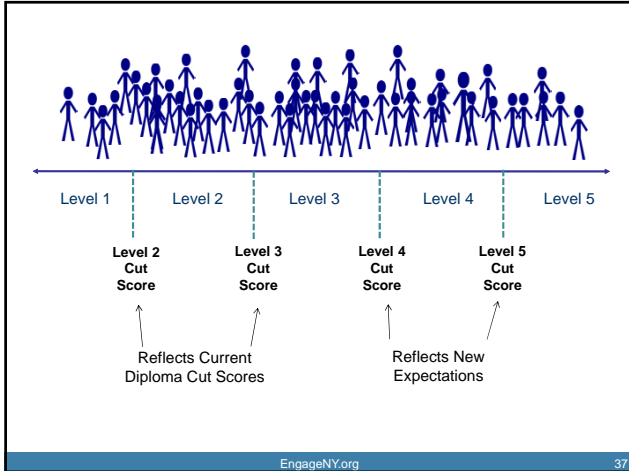 Level 1 Level 2 Level 3 Level 4 Level 5
Level 2 Level 3 Level 4 Level 5
Cut Cut Cut Cut
Score Score Score Score
Reflects Current Reflects New
Diploma Cut Scores Expectations
EngageNY.org 37